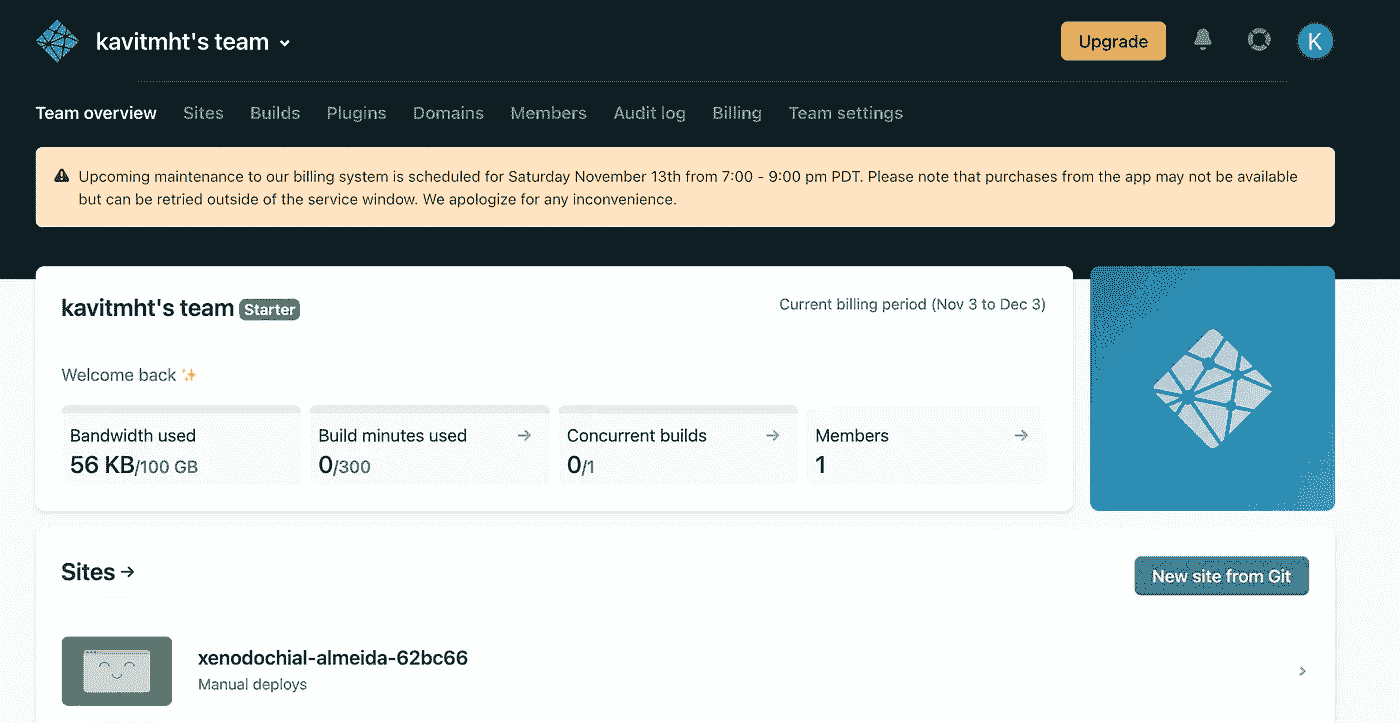 kavitmht's team
Upgrade
K
Team overview Sites Builds Plugins Domains Members Audit log Billing Team settings
Upcoming maintenance to our billing system is scheduled for Saturday November 13th from 7:00 - 9:00 pm PDT. Please note that purchases from the app may not be available
but can be retried outside of the service window. We apologize for any inconvenience.
kavitmht's team Starter
Current billing period (Nov 3 to Dec 3)
Welcome back ✨
Bandwidth used
56 KB/100 GB
Build minutes used →
0/300
Concurrent builds →
0/1
Members →
1
Sites →
New site from Git
xenodochial-almeida-62bc66
Manual deploys